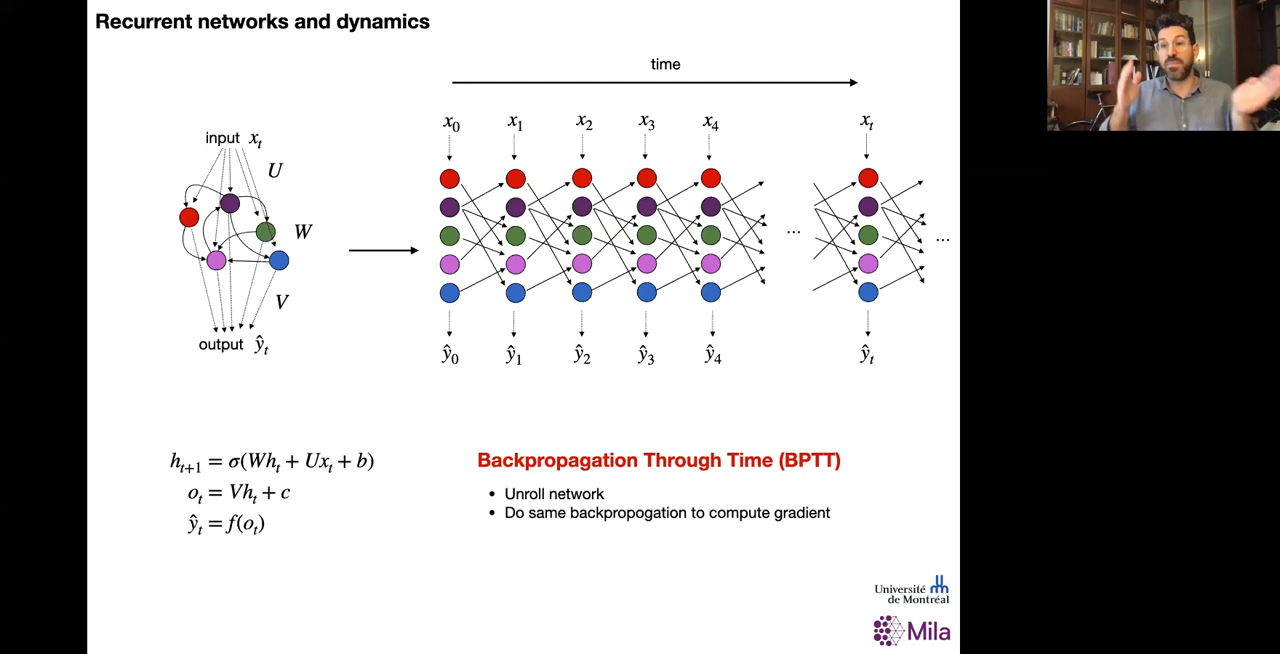 Recurrent networks and dynamics
time
x₀ x₁ x₂ x₃ x₄ xₜ
input xₜ
U
W
... ...
V
output ŷₜ
ŷ₀ ŷ₁ ŷ₂ ŷ₃ ŷ₄ ŷₜ
hₜ₊₁ = σ(Whₜ + Uxₜ + b)
oₜ = Vhₜ + c
ŷₜ = f(oₜ)
Backpropagation Through Time (BPTT)
• Unroll network
• Do same backpropogation to compute gradient
Université
de Montréal
Mila